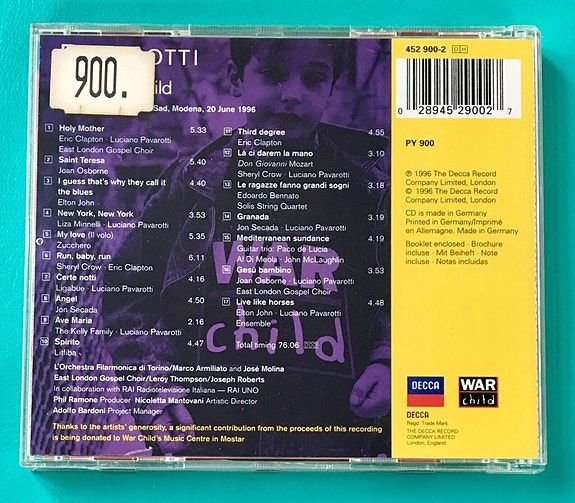 OTTI
900.
ild
Sad, Modena, 20 June 1996
1 Holy Mother 5.33
Eric Clapton · Luciano Pavarotti
East London Gospel Choir
2 Saint Teresa 5.40
Joan Osborne
3 I guess that's why they call it 4.40
the blues
Elton John
4 New York, New York 3.53
Liza Minnelli · Luciano Pavarotti
5 My love (Il volo) 5.35
Zucchero
6 Run, baby, run 6.11
Sheryl Crow · Eric Clapton
7 Certe notti 4.16
Ligabue · Luciano Pavarotti
8 Angel 4.50
Jon Secada
9 Ave Maria 2.16
The Kelly Family · Luciano Pavarotti
10 Spirito 4.47
Litfiba
11 Third degree 4.55
Eric Clapton
12 Là ci darem la mano 3.10
Don Giovanni Mozart
Sheryl Crow · Luciano Pavarotti
13 Le ragazze fanno grandi sogni 3.18
Edoardo Bennato
Solis String Quartet
14 Granada 4.19
Jon Secada · Luciano Pavarotti
15 Mediterranean sundance 4.19
Guitar trio: Paco de Lucia
Al Di Meola · John McLaughlin
16 Gesù bambino 3.53
Joan Osborne · Luciano Pavarotti
East London Gospel Choir
17 Live like horses 4.48
Elton John · Luciano Pavarotti
Ensemble
Total timing 76.06 DDD
WAR
child
L'Orchestra Filarmonica di Torino/Marco Armiliato and José Molina
East London Gospel Choir/Leroy Thompson/Joseph Roberts
In collaboration with RAI Radiotelevisione Italiana — RAI UNO
Phil Ramone Producer Nicoletta Mantovani Artistic Director
Adolfo Bardoni Project Manager
Thanks to the artists' generosity, a significant contribution from the proceeds of this recording
is being donated to War Child's Music Centre in Mostar
452 900-2 DH
0 28945 29002 7
PY 900
℗ 1996 The Decca Record
Company Limited, London
© 1996 The Decca Record
Company Limited, London
CD is made in Germany
Printed in Germany/Imprimé
en Allemagne. Made in Germany
Booklet enclosed · Brochure
incluse · Mit Beiheft · Note
incluse · Notas incluidas
DECCA
WAR
child
DECCA
Regd. Trade Mark
THE DECCA RECORD
COMPANY LIMITED
London, England